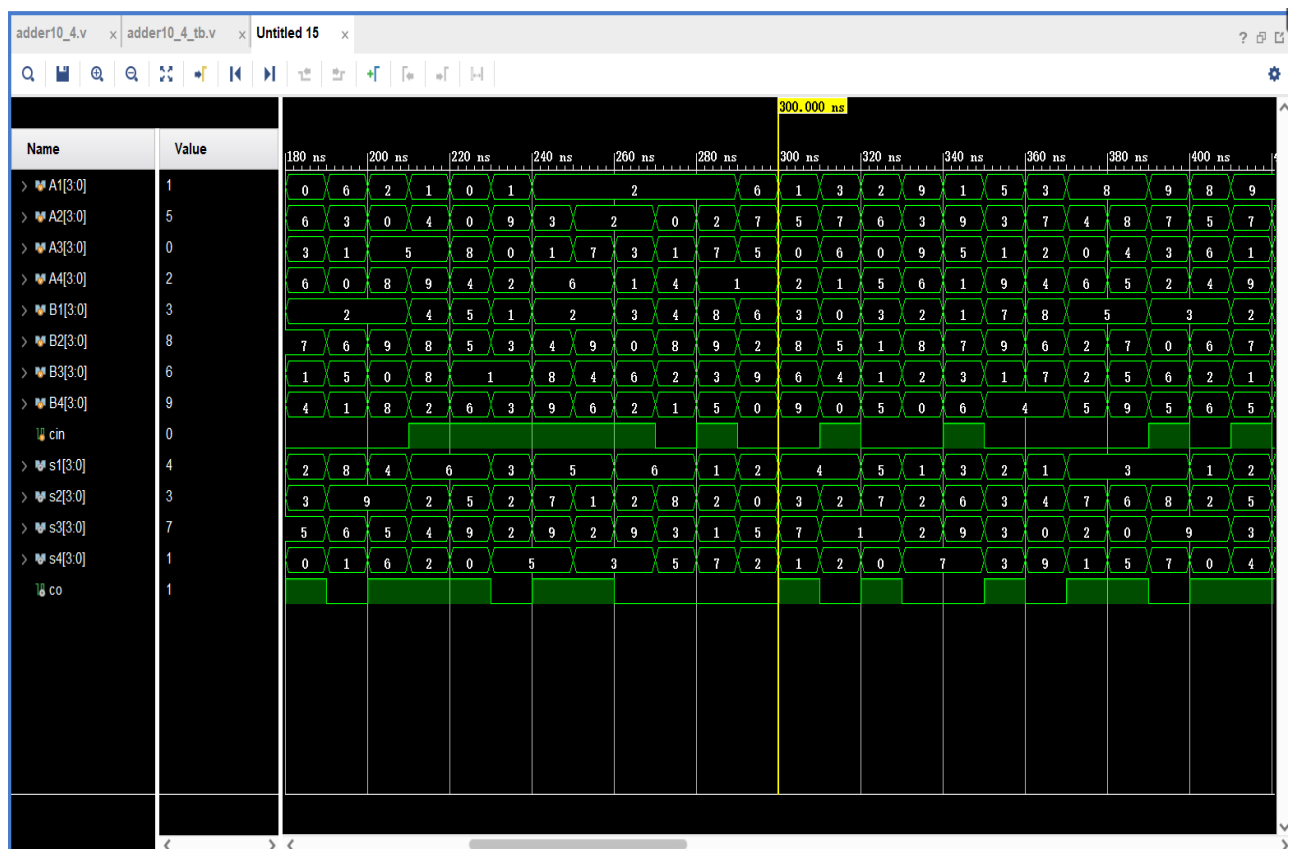 adder10_4.v x adder10_4_tb.v x Untitled 15 x
300.000 ns
Name Value 180 ns 200 ns 220 ns 240 ns 260 ns 280 ns 300 ns 320 ns 340 ns 360 ns 380 ns 400 ns
A1[3:0] 1 0 6 2 1 0 1 2 6 1 3 2 9 1 5 3 8 9 8 9
A2[3:0] 5 6 3 0 4 0 9 3 2 0 2 7 5 7 6 3 9 3 7 4 8 7 5 7
A3[3:0] 0 3 1 5 8 0 1 7 3 1 7 5 0 6 0 9 5 1 2 0 4 3 6 1
A4[3:0] 2 6 0 8 9 4 2 6 1 4 1 2 1 5 6 1 9 4 6 5 2 4 9
B1[3:0] 3 2 4 5 1 2 3 4 8 6 3 0 3 2 1 7 8 5 3 2
B2[3:0] 8 7 6 9 8 5 3 4 9 0 8 9 2 8 5 1 8 7 9 6 2 7 0 6 7
B3[3:0] 6 1 5 0 8 1 8 4 6 2 3 9 6 4 1 2 3 1 7 2 5 6 2 1
B4[3:0] 9 4 1 8 2 6 3 9 6 2 1 5 0 9 0 5 0 6 4 5 9 5 6 5
cin 0
s1[3:0] 4 2 8 4 6 3 5 6 1 2 4 5 1 3 2 1 3 1 2
s2[3:0] 3 3 9 2 5 2 7 1 2 8 2 0 3 2 7 2 6 3 4 7 6 8 2 5
s3[3:0] 7 5 6 5 4 9 2 9 2 9 3 1 5 7 1 2 9 3 0 2 0 9 3
s4[3:0] 1 0 1 6 2 0 5 3 5 7 2 1 2 0 7 3 9 1 5 7 0 4
co 1